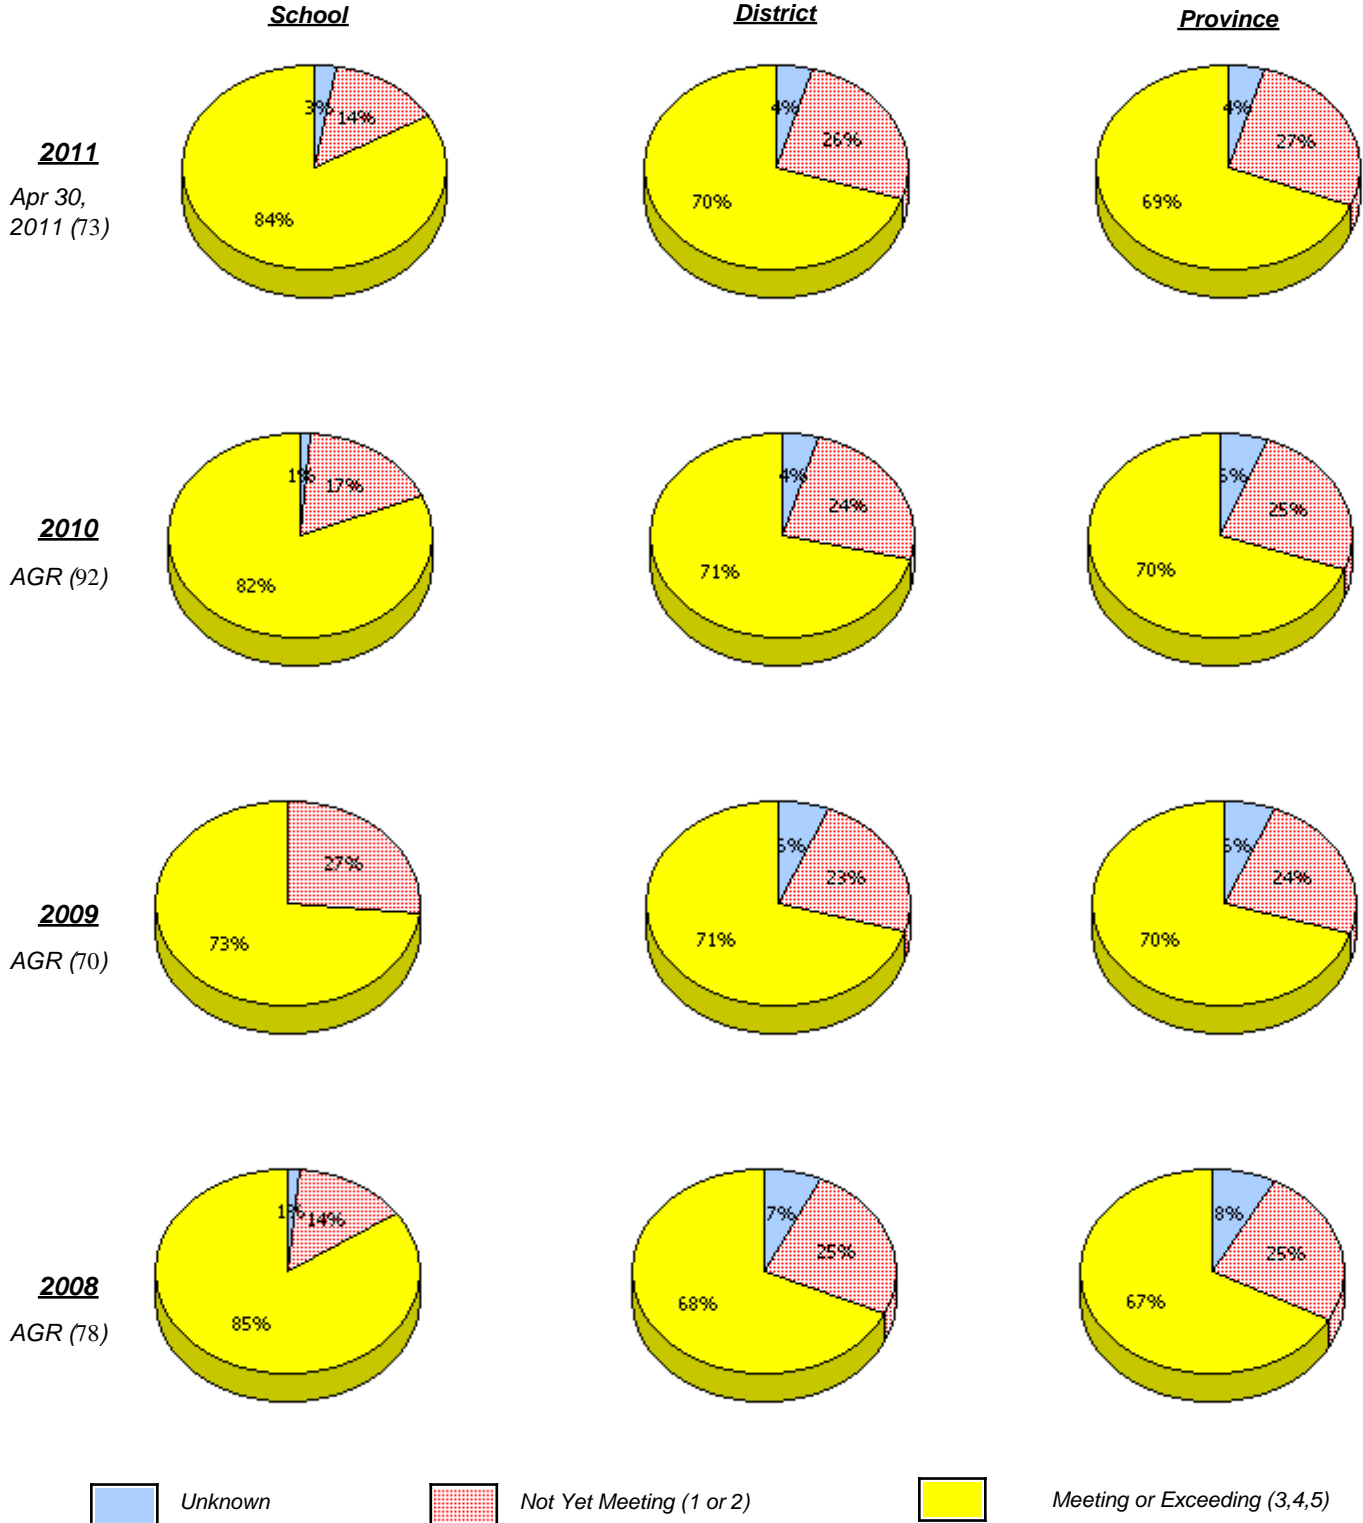 School District Province
3% 14% 84%
4% 26% 70%
4% 27% 69%
2011
Apr 30,
2011 (73)
1% 17% 82%
4% 24% 71%
5% 25% 70%
2010
AGR (92)
27% 73%
23% 71%
24% 70%
2009
AGR (70)
1% 14% 85%
7% 25% 68%
8% 25% 67%
2008
AGR (78)
Unknown Not Yet Meeting (1 or 2) Meeting or Exceeding (3,4,5)